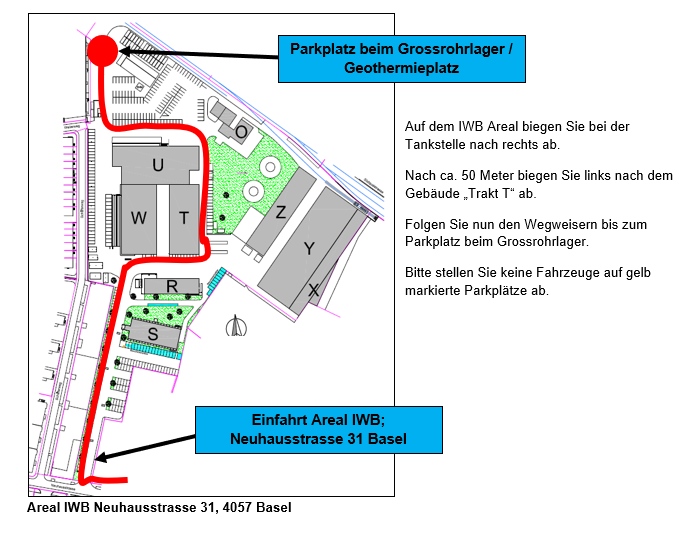 Parkplatz beim Grossrohrlager /
Geothermieplatz
Auf dem IWB Areal biegen Sie bei der
Tankstelle nach rechts ab.
Nach ca. 50 Meter biegen Sie links nach dem
Gebäude „Trakt T“ ab.
Folgen Sie nun den Wegweisern bis zum
Parkplatz beim Grossrohrlager.
Bitte stellen Sie keine Fahrzeuge auf gelb
markierte Parkplätze ab.
O
U
W
T
Z
Y
X
R
S
Einfahrt Areal IWB;
Neuhausstrasse 31 Basel
Areal IWB Neuhausstrasse 31, 4057 Basel